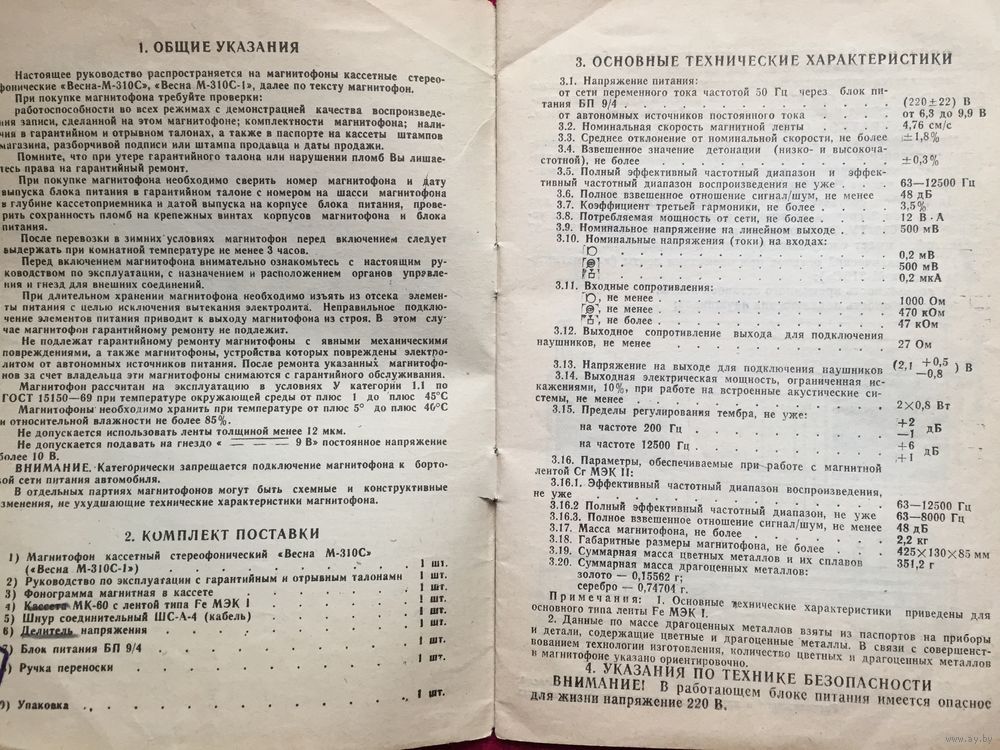 1. ОБЩИЕ УКАЗАНИЯ
Настоящее руководство распространяется на магнитофоны кассетные стерео-
фонические «Весна-М-310С», «Весна М-310С-1», далее по тексту магнитофон.
При покупке магнитофона требуйте проверки:
работоспособности во всех режимах с демонстрацией качества воспроизведе-
ния записи, сделанной на этом магнитофоне; комплектности магнитофона; нали-
чия в гарантийном и отрывном талонах, а также в паспорте на кассеты штампов
магазина, разборчивой подписи или штампа продавца и даты продажи.
Помните, что при утере гарантийного талона или нарушении пломб Вы лишае-
тесь права на гарантийный ремонт.
При покупке магнитофона необходимо сверить номер магнитофона и дату
выпуска блока питания в гарантийном талоне с номером на шасси магнитофона
в глубине кассетоприемника и датой выпуска на корпусе блока питания, прове-
рить сохранность пломб на крепежных винтах корпусов магнитофона и блока
питания.
После перевозки в зимних условиях магнитофон перед включением следует
выдержать при комнатной температуре не менее 3 часов.
Перед включением магнитофона внимательно ознакомьтесь с настоящим ру-
ководством по эксплуатации, с назначением и расположением органов управле-
ния и гнезд для внешних соединений.
При длительном хранении магнитофона необходимо изъять из отсека элемен-
ты питания с целью исключения вытекания электролита. Неправильное подклю-
чение элементов питания приводит к выходу магнитофона из строя. В этом слу-
чае магнитофон гарантийному ремонту не подлежит.
Не подлежат гарантийному ремонту магнитофоны с явными механическими
повреждениями, а также магнитофоны, устройства которых повреждены электро-
литом от автономных источников питания. После ремонта указанных магнитофо-
нов за счет владельца эти магнитофоны снимаются с гарантийного обслуживания.
Магнитофон рассчитан на эксплуатацию в условиях У категории 1.1 по
ГОСТ 15150—69 при температуре окружающей среды от плюс 1 до плюс 45°С
Магнитофоны необходимо хранить при температуре от плюс 5° до плюс 40°С
и относительной влажности не более 85%.
Не допускается использовать ленты толщиной менее 12 мкм.
Не допускается подавать на гнездо « 9 В» постоянное напряжение
более 10 В.
ВНИМАНИЕ. Категорически запрещается подключение магнитофона к борто-
вой сети питания автомобиля.
В отдельных партиях магнитофонов могут быть схемные и конструктивные
изменения, не ухудшающие технические характеристики магнитофона.
2. КОМПЛЕКТ ПОСТАВКИ
1) Магнитофон кассетный стереофонический «Весна М-310С»
(«Весна М-310С-1») . . . . . . . . 1 шт.
2) Руководство по эксплуатации с гарантийным и отрывным талонами 1 шт.
3) Фонограмма магнитная в кассете . . . . . . 1 шт.
4) Кассета МК-60 с лентой типа Fe МЭК I . . . . . 1 шт.
5) Шнур соединительный ШС-А-4 (кабель) . . . . . 1 шт.
6) Делитель напряжения . . . . . . . 1 шт.
7) Блок питания БП 9/4 . . . . . . . 1 шт.
8) Ручка переноски . . . . . . . 1 шт.
9) Упаковка . . . . . . . . 1 шт.
3. ОСНОВНЫЕ ТЕХНИЧЕСКИЕ ХАРАКТЕРИСТИКИ
3.1. Напряжение питания:
от сети переменного тока частотой 50 Гц через блок пи-
тания БП 9/4 . . . . . . . . (220±22) В
от автономных источников постоянного тока . . . . от 6,3 до 9,9 В
3.2. Номинальная скорость магнитной ленты . . . . 4,76 см/с
3.3. Среднее отклонение от номинальной скорости, не более ±1,8%
3.4. Взвешенное значение детонации (низко- и высокоча-
стотной), не более . . . . . . . . ±0,3%
3.5. Полный эффективный частотный диапазон и эффек-
тивный частотный диапазон воспроизведения не уже . . . 63—12500 Гц
3.6. Полное взвешенное отношение сигнал/шум, не менее 48 дБ
3.7. Коэффициент третьей гармоники, не более . . . . 3,5%
3.8. Потребляемая мощность от сети, не более . . . . 12 В·А
3.9. Номинальное напряжение на линейном выходе . . . 500 мВ
3.10. Номинальные напряжения (токи) на входах:
. . . . . . . . 0,2 мВ
. . . . . . . . 500 мВ
. . . . . . . . 0,2 мкА
3.11. Входные сопротивления:
, не менее . . . . . . . . 1000 Ом
, не менее . . . . . . . . 470 кОм
, не более . . . . . . . . 47 кОм
3.12. Выходное сопротивление выхода для подключения
наушников, не менее . . . . . . . . 27 Ом
3.13. Напряжение на выходе для подключения наушников (2,1 +0,5 −0,8 ) В
3.14. Выходная электрическая мощность, ограниченная ис-
кажениями, 10%, при работе на встроенные акустические си-
стемы, не менее . . . . . . . . 2×0,8 Вт
3.15. Пределы регулирования тембра, не уже:
на частоте 200 Гц . . . . . . . +2 −1 дБ
на частоте 12500 Гц . . . . . . . +6 +1 дБ
3.16. Параметры, обеспечиваемые при работе с магнитной
лентой Cr МЭК II:
3.16.1. Эффективный частотный диапазон воспроизведения,
не уже . . . . . . . . 63—12500 Гц
3.16.2 Полный эффективный частотный диапазон, не уже 63—8000 Гц
3.16.3. Полное взвешенное отношение сигнал/шум, не менее 48 дБ
3.17. Масса магнитофона, не более . . . . . 2,2 кг
3.18. Габаритные размеры магнитофона, не более . . . 425×130×85 мм
3.19. Суммарная масса цветных металлов и их сплавов 351,2 г
3.20. Суммарная масса драгоценных металлов:
золото — 0,15562 г;
серебро — 0,74704 г.
Примечания: 1. Основные технические характеристики приведены для
основного типа ленты Fe МЭК I.
2. Данные по массе драгоценных металлов взяты из паспортов на приборы
и детали, содержащие цветные и драгоценные металлы. В связи с совершенст-
вованием технологии изготовления, количество цветных и драгоценных металлов
в магнитофоне указано ориентировочно.
4. УКАЗАНИЯ ПО ТЕХНИКЕ БЕЗОПАСНОСТИ
ВНИМАНИЕ! В работающем блоке питания имеется опасное
для жизни напряжение 220 В.
www.ay.by